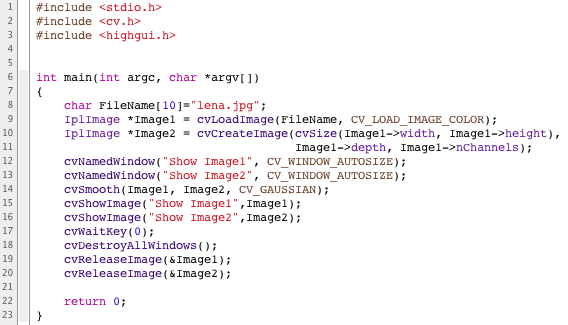 1 #include <stdio.h>
2 #include <cv.h>
3 #include <highgui.h>
4
5
6 int main(int argc, char *argv[])
7 {
8     char FileName[10]="lena.jpg";
9     IplImage *Image1 = cvLoadImage(FileName, CV_LOAD_IMAGE_COLOR);
10     IplImage *Image2 = cvCreateImage(cvSize(Image1->width, Image1->height),
11                                      Image1->depth, Image1->nChannels);
12     cvNamedWindow("Show Image1", CV_WINDOW_AUTOSIZE);
13     cvNamedWindow("Show Image2", CV_WINDOW_AUTOSIZE);
14     cvSmooth(Image1, Image2, CV_GAUSSIAN);
15     cvShowImage("Show Image1",Image1);
16     cvShowImage("Show Image2",Image2);
17     cvWaitKey(0);
18     cvDestroyAllWindows();
19     cvReleaseImage(&Image1);
20     cvReleaseImage(&Image2);
21
22     return 0;
23 }